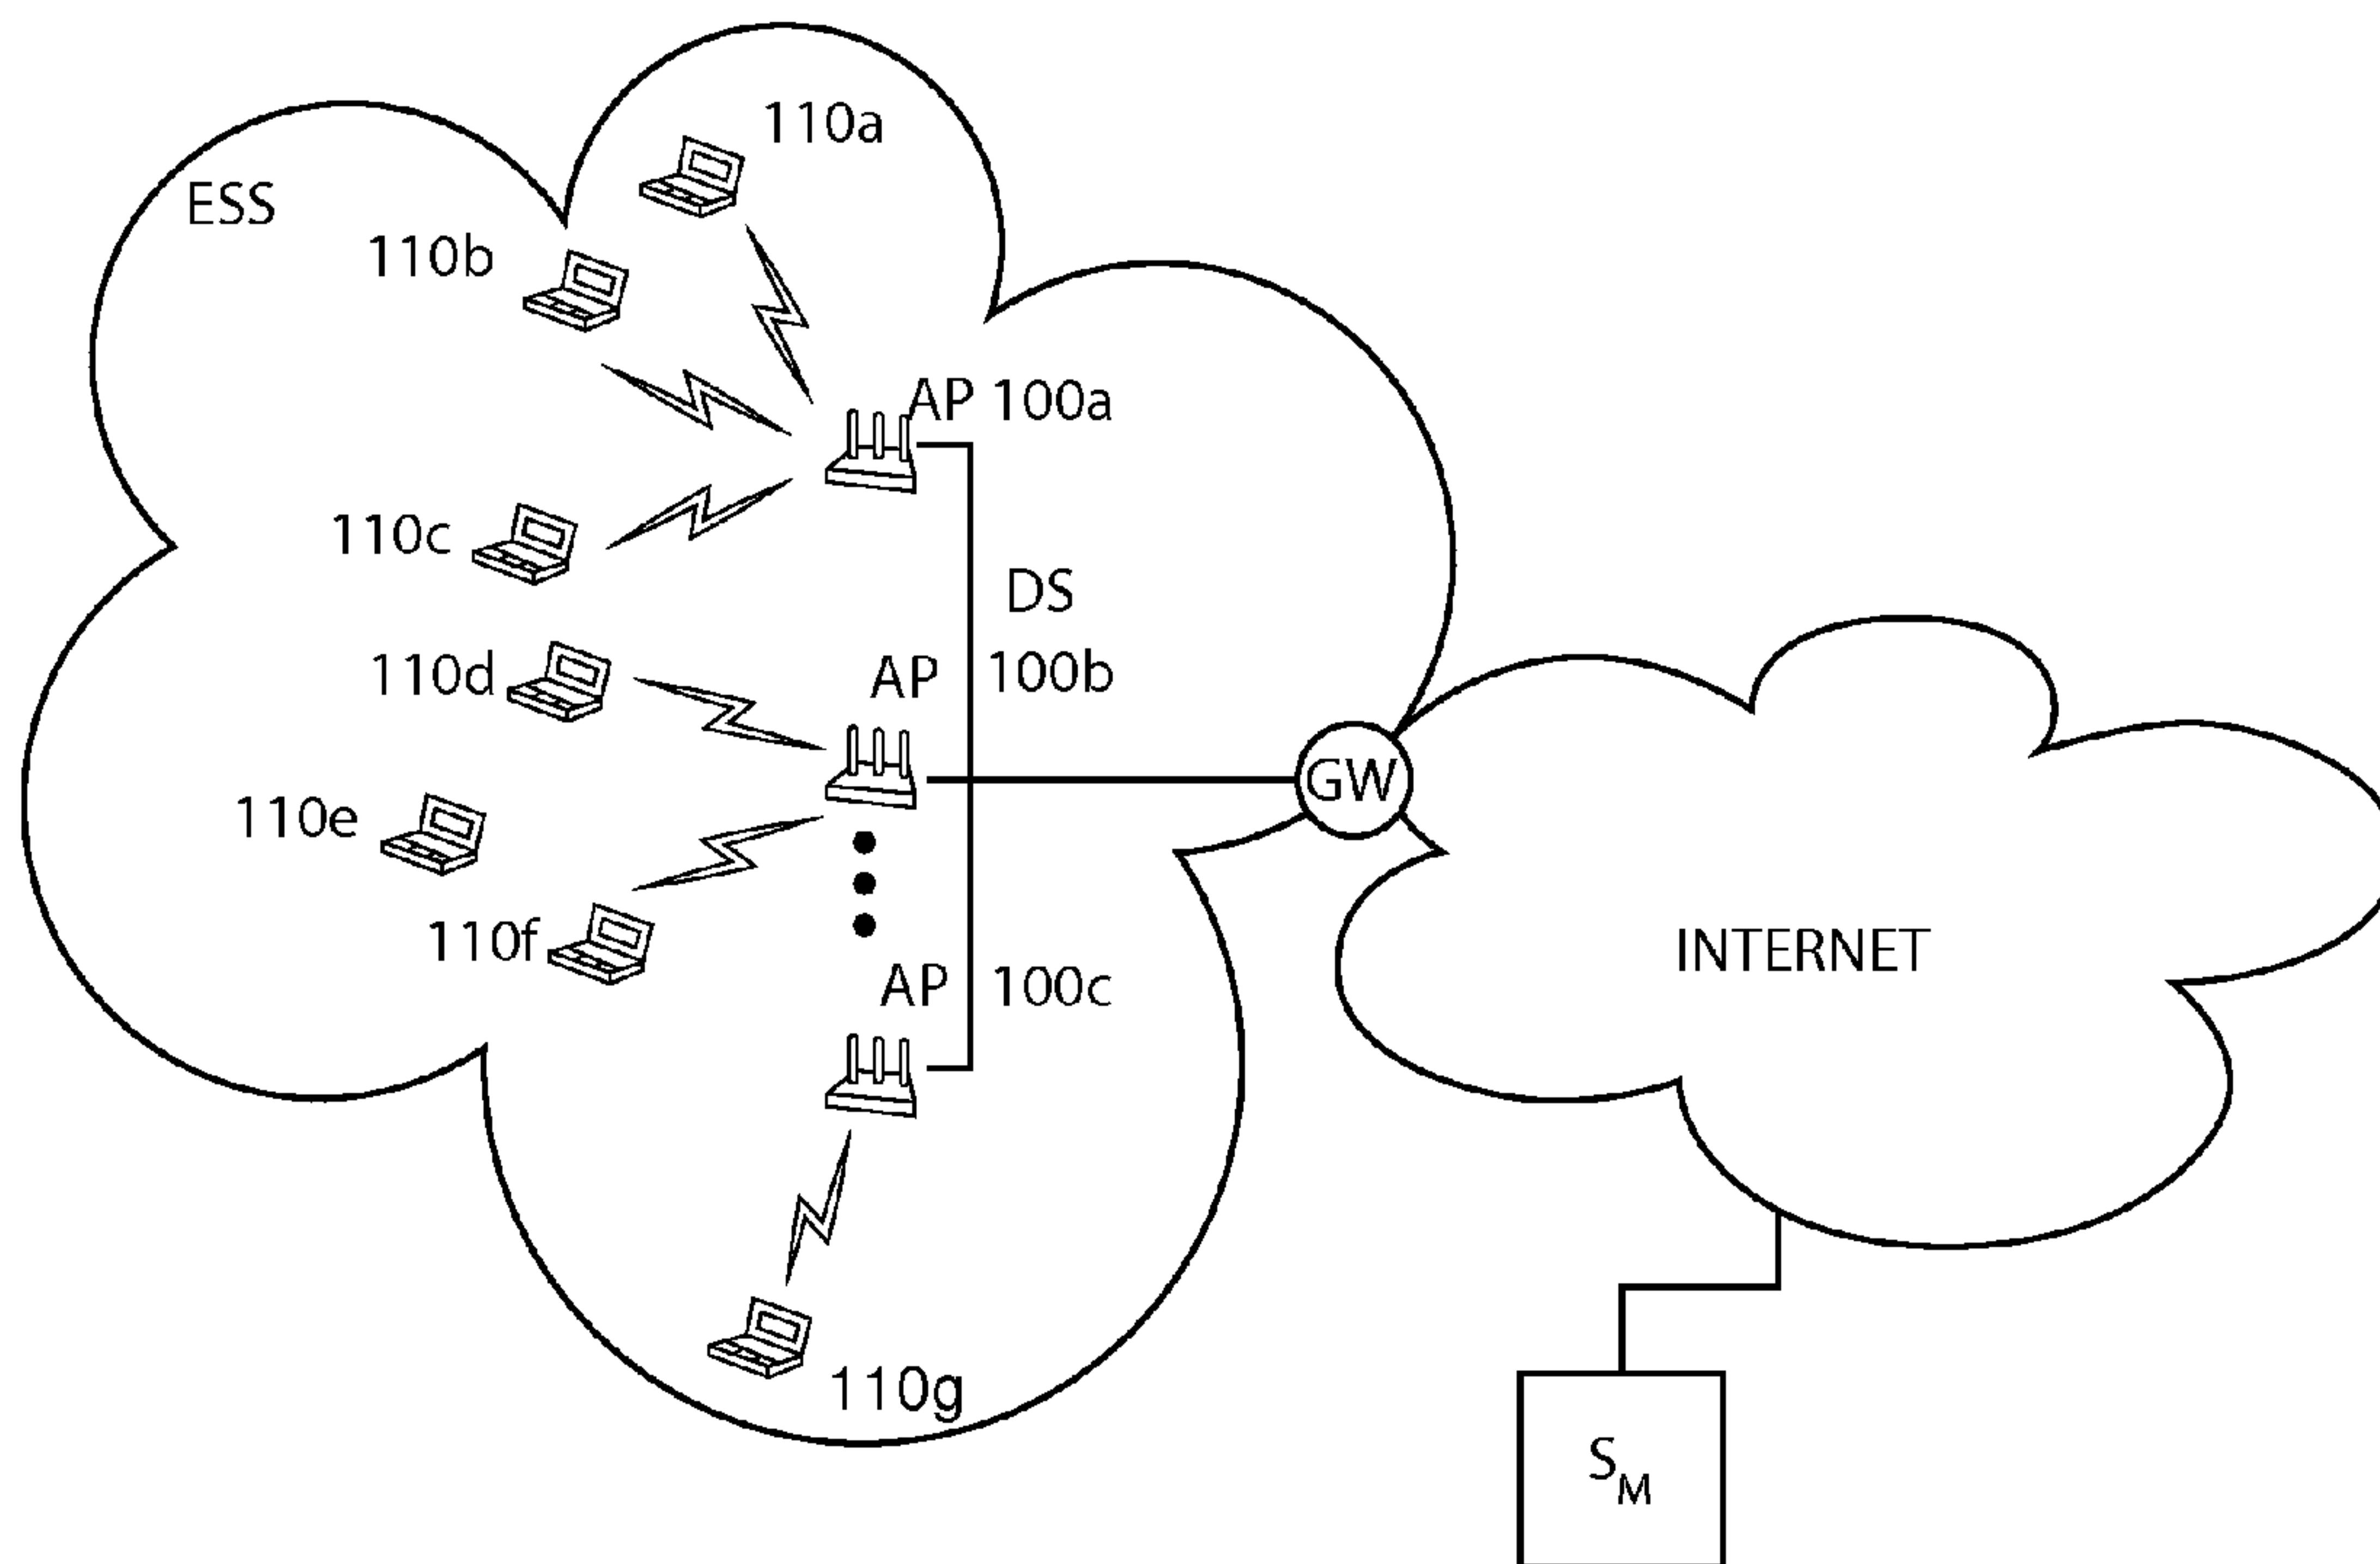 110a
ESS
110b
AP 100a
110c
DS
110d
AP 100b
GW
110e
110f
INTERNET
AP 100c
110g
S_M